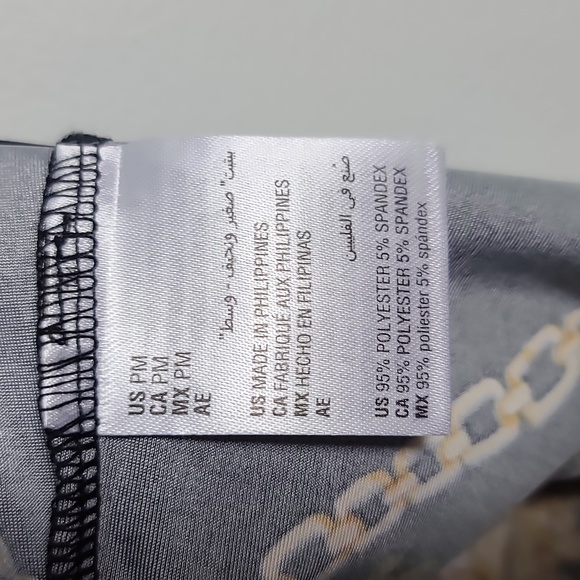 US PM
CA PM
MX PM
AE
"صغير ونحيف - وسط"
US MADE IN PHILIPPINES
CA FABRIQUÉ AUX PHILIPPINES
MX HECHO EN FILIPINAS
AE
صنع في الفلبين
US 95% POLYESTER 5% SPANDEX
CA 95% POLYESTER 5% SPANDEX
MX 95% poliester 5% spandex